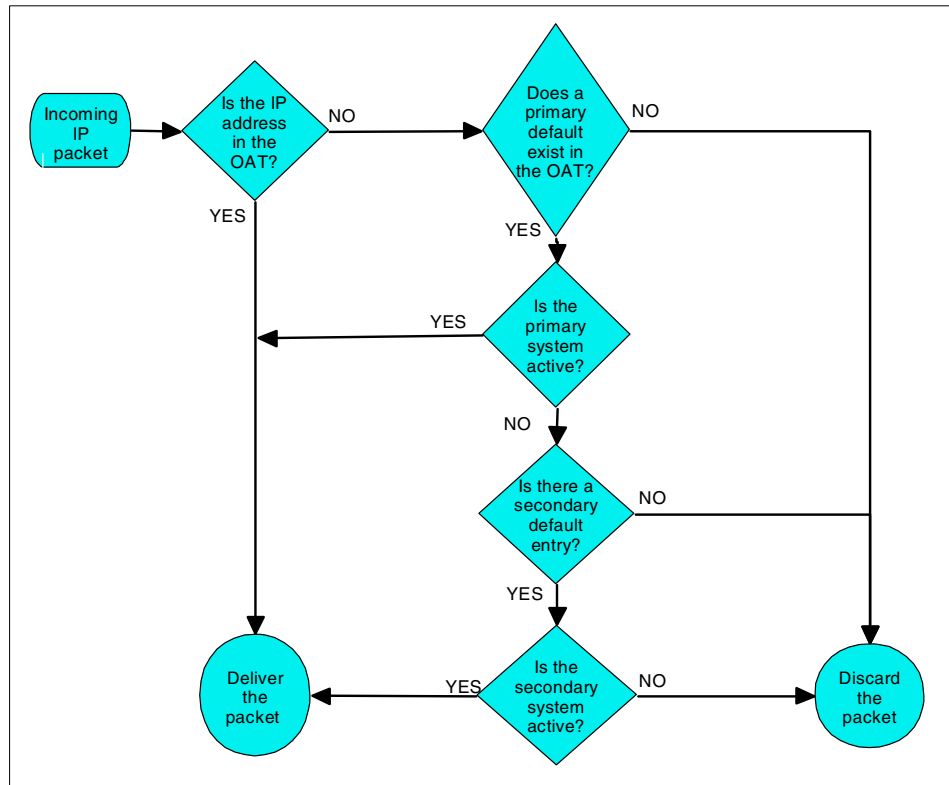 Incoming
IP
packet
Is the IP
address
in the
OAT?
NO
Does a
primary
default
exist in
the OAT?
NO
YES
YES
Is the
primary
system
active?
YES
NO
Is there a
secondary
default
entry?
NO
YES
Deliver
the
packet
YES
Is the
secondary
system
active?
NO
Discard
the
packet